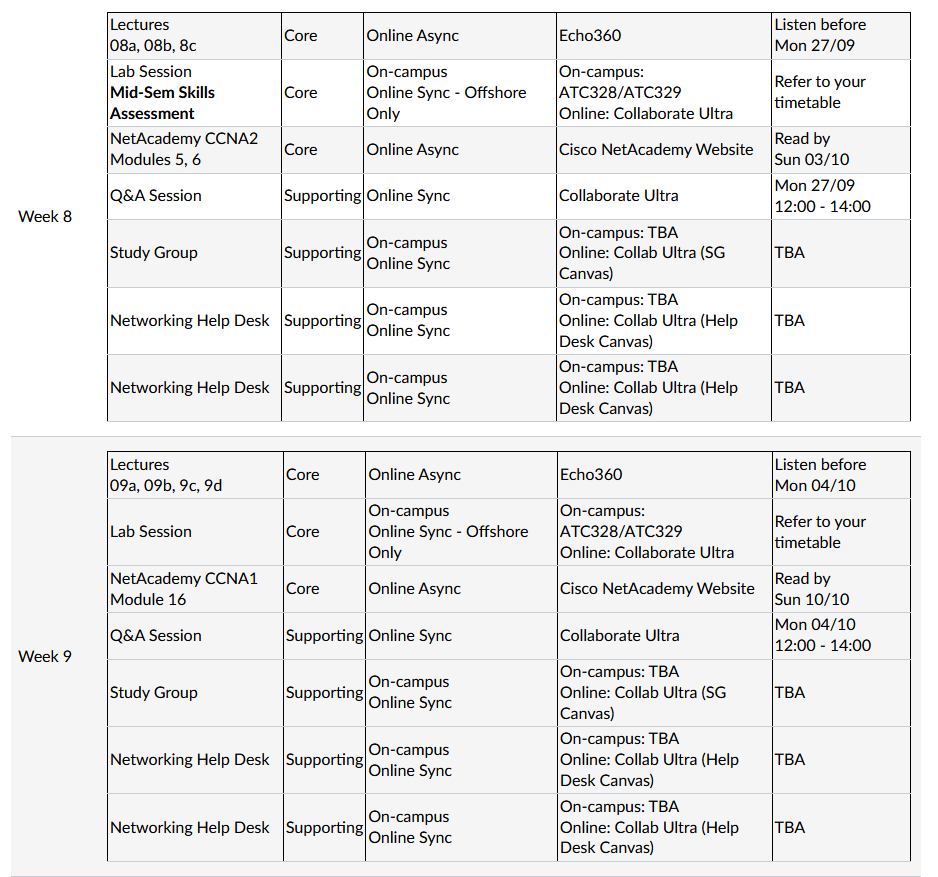 Week 8
Lectures
08a, 08b, 8c
Core
Online Async
Echo360
Listen before
Mon 27/09
Lab Session
Mid-Sem Skills
Assessment
Core
On-campus
Online Sync - Offshore
Only
On-campus:
ATC328/ATC329
Online: Collaborate Ultra
Refer to your
timetable
NetAcademy CCNA2
Modules 5, 6
Core
Online Async
Cisco NetAcademy Website
Read by
Sun 03/10
Q&A Session
Supporting
Online Sync
Collaborate Ultra
Mon 27/09
12:00 - 14:00
Study Group
Supporting
On-campus
Online Sync
On-campus: TBA
Online: Collab Ultra (SG
Canvas)
TBA
Networking Help Desk
Supporting
On-campus
Online Sync
On-campus: TBA
Online: Collab Ultra (Help
Desk Canvas)
TBA
Networking Help Desk
Supporting
On-campus
Online Sync
On-campus: TBA
Online: Collab Ultra (Help
Desk Canvas)
TBA
Week 9
Lectures
09a, 09b, 9c, 9d
Core
Online Async
Echo360
Listen before
Mon 04/10
Lab Session
Core
On-campus
Online Sync - Offshore
Only
On-campus:
ATC328/ATC329
Online: Collaborate Ultra
Refer to your
timetable
NetAcademy CCNA1
Module 16
Core
Online Async
Cisco NetAcademy Website
Read by
Sun 10/10
Q&A Session
Supporting
Online Sync
Collaborate Ultra
Mon 04/10
12:00 - 14:00
Study Group
Supporting
On-campus
Online Sync
On-campus: TBA
Online: Collab Ultra (SG
Canvas)
TBA
Networking Help Desk
Supporting
On-campus
Online Sync
On-campus: TBA
Online: Collab Ultra (Help
Desk Canvas)
TBA
Networking Help Desk
Supporting
On-campus
Online Sync
On-campus: TBA
Online: Collab Ultra (Help
Desk Canvas)
TBA